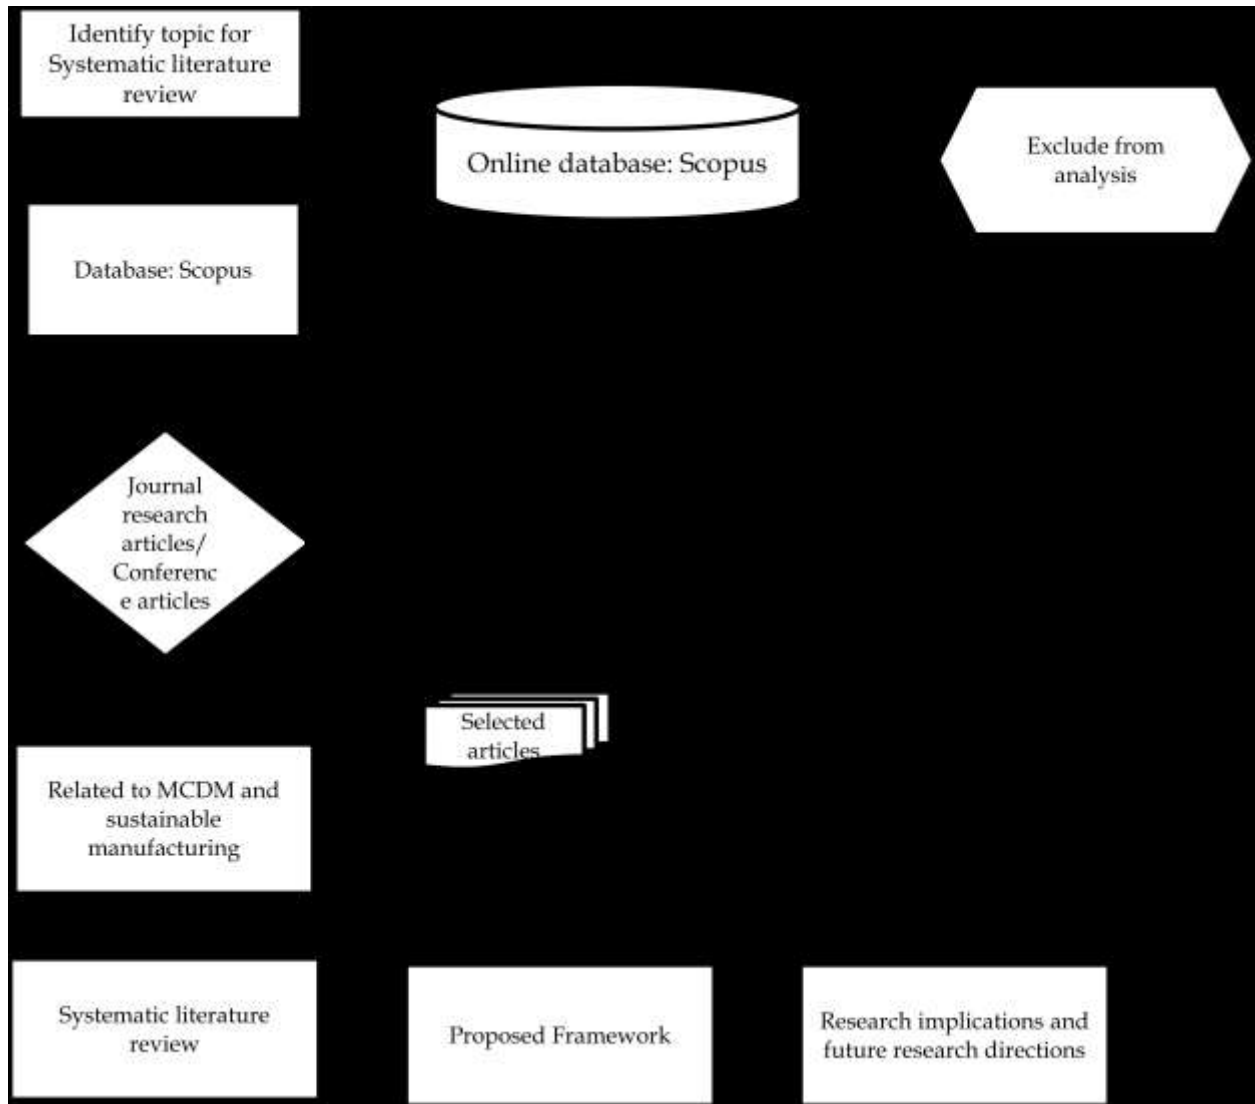 Identify topic for
Systematic literature
review
Online database: Scopus
Exclude from
analysis
Database: Scopus
Journal
research
articles/
Conferenc
e articles
Selected
articles
Related to MCDM and
sustainable
manufacturing
Systematic literature
review
Proposed Framework
Research implications and
future research directions